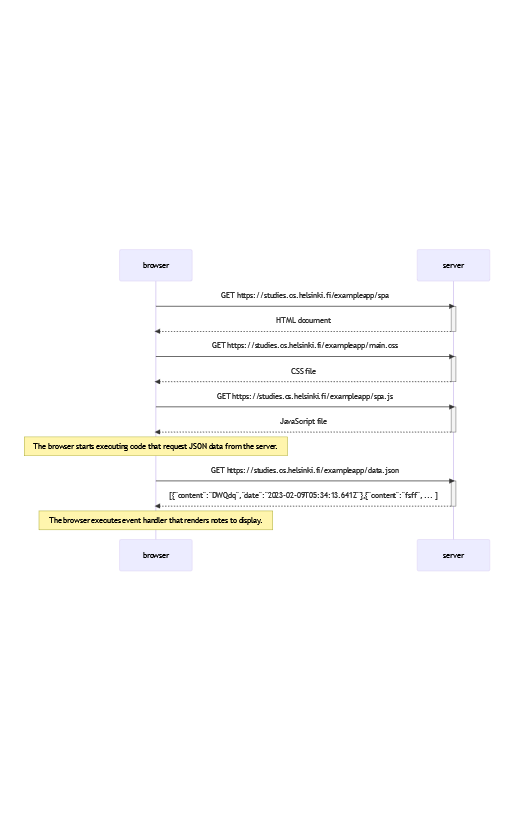 browser server
GET https://studies.cs.helsinki.fi/exampleapp/spa
HTML document
GET https://studies.cs.helsinki.fi/exampleapp/main.css
CSS file
GET https://studies.cs.helsinki.fi/exampleapp/spa.js
JavaScript file
The browser starts executing code that request JSON data from the server.
GET https://studies.cs.helsinki.fi/exampleapp/data.json
[{"content":"DWQdq","date":"2023-02-09T05:34:13.641Z"},{"content":"fsff", ... ]
The browser executes event handler that renders notes to display.
browser server